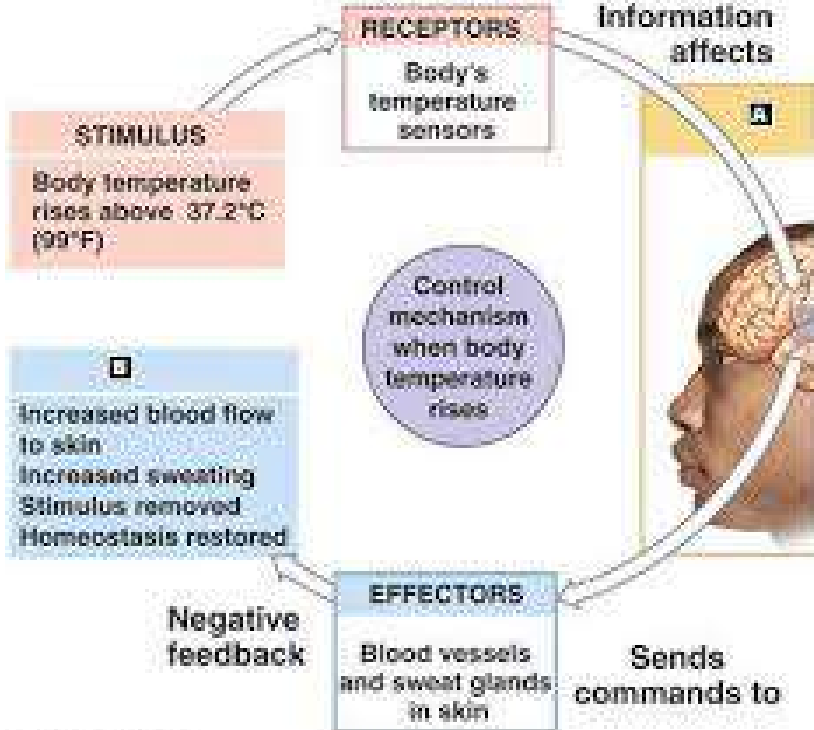 RECEPTORS
Body's
temperature
sensors
Information
affects
STIMULUS
Body temperature
rises above 37.2°C
(99°F)
A
Control
mechanism
when body
temperature
rises
Increased blood flow
to skin
Increased sweating
Stimulus removed
Homeostasis restored
EFFECTORS
Blood vessels
and sweat glands
in skin
Negative
feedback
Sends
commands to